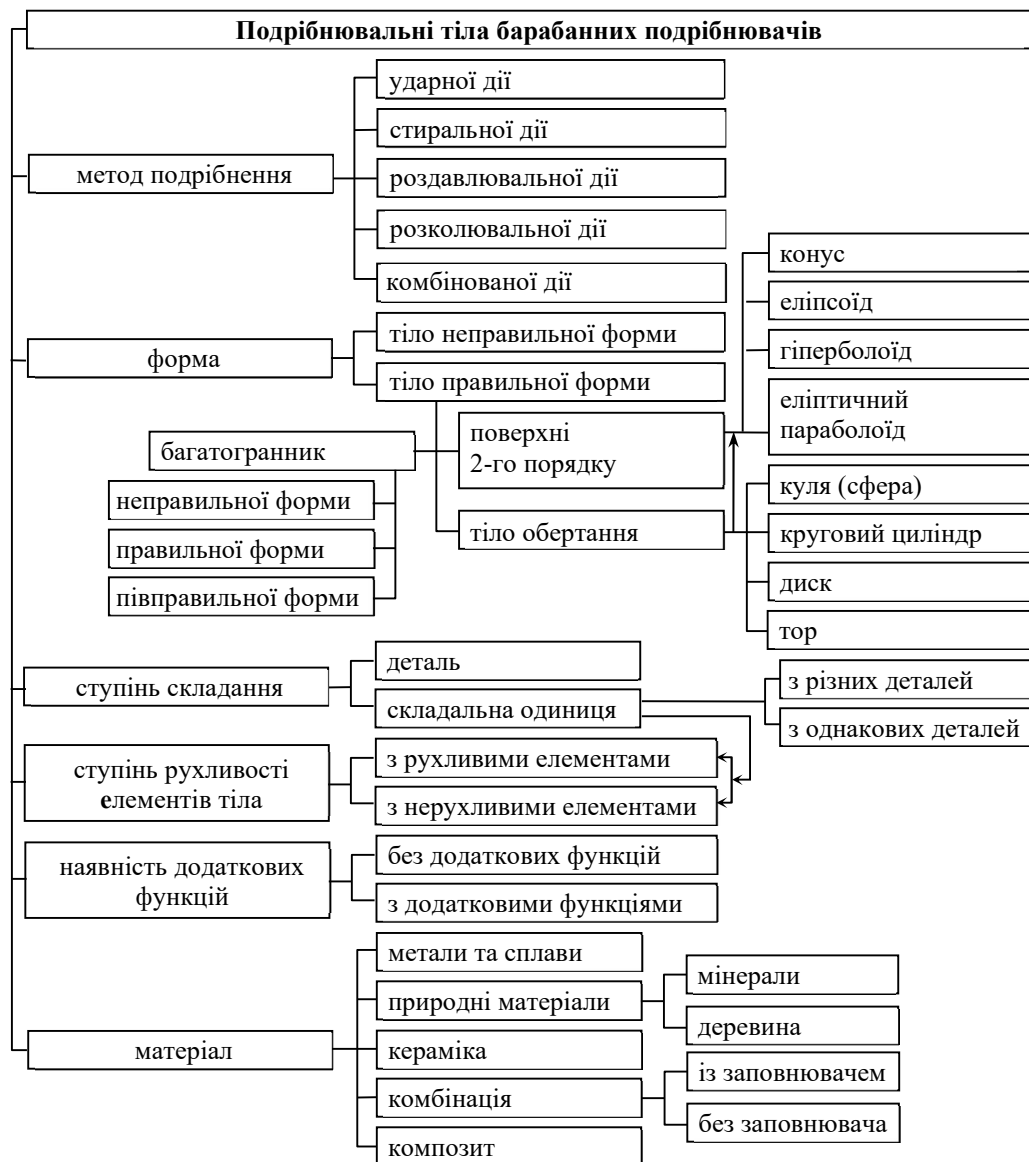 Подрібнювальні тіла барабанних подрібнювачів
метод подрібнення
ударної дії
стиральної дії
роздавлювальної дії
розколювальної дії
комбінованої дії
форма
тіло неправильної форми
тіло правильної форми
багатогранник
неправильної форми
правильної форми
півправильної форми
поверхні
2-го порядку
тіло обертання
конус
еліпсоїд
гіперболоїд
еліптичний
параболоїд
куля (сфера)
круговий циліндр
диск
тор
ступінь складання
деталь
складальна одиниця
з різних деталей
з однакових деталей
ступінь рухливості
елементів тіла
з рухливими елементами
з нерухливими елементами
наявність додаткових
функцій
без додаткових функцій
з додатковими функціями
матеріал
метали та сплави
природні матеріали
мінерали
деревина
кераміка
комбінація
із заповнювачем
без заповнювача
композит